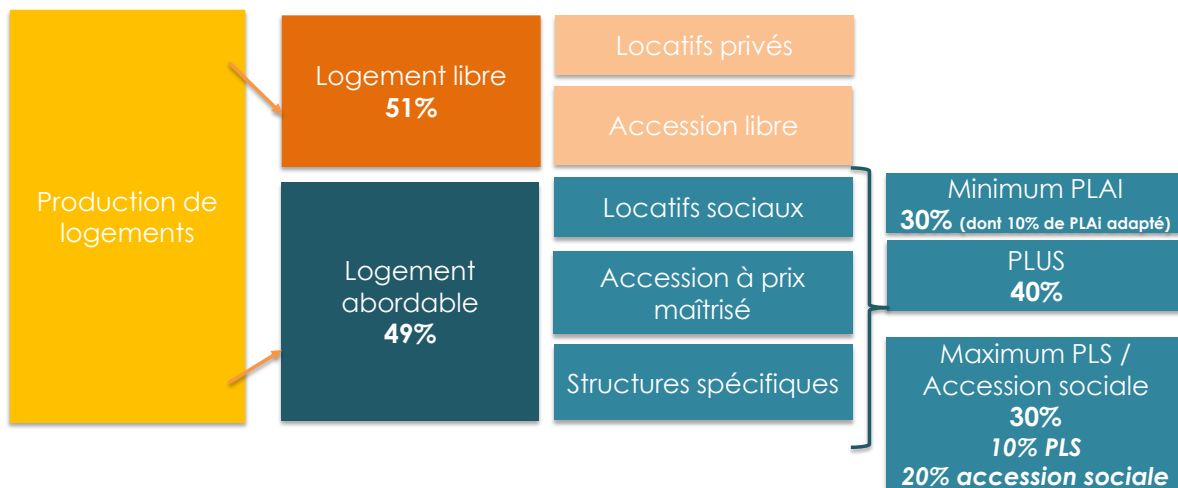 Production de
logements
Logement libre
51%
Logement
abordable
49%
Locatifs privés
Accession libre
Locatifs sociaux
Accession à prix
maîtrisé
Structures spécifiques
Minimum PLAI
30% (dont 10% de PLAi adapté)
PLUS
40%
Maximum PLS /
Accession sociale
30%
10% PLS
20% accession sociale